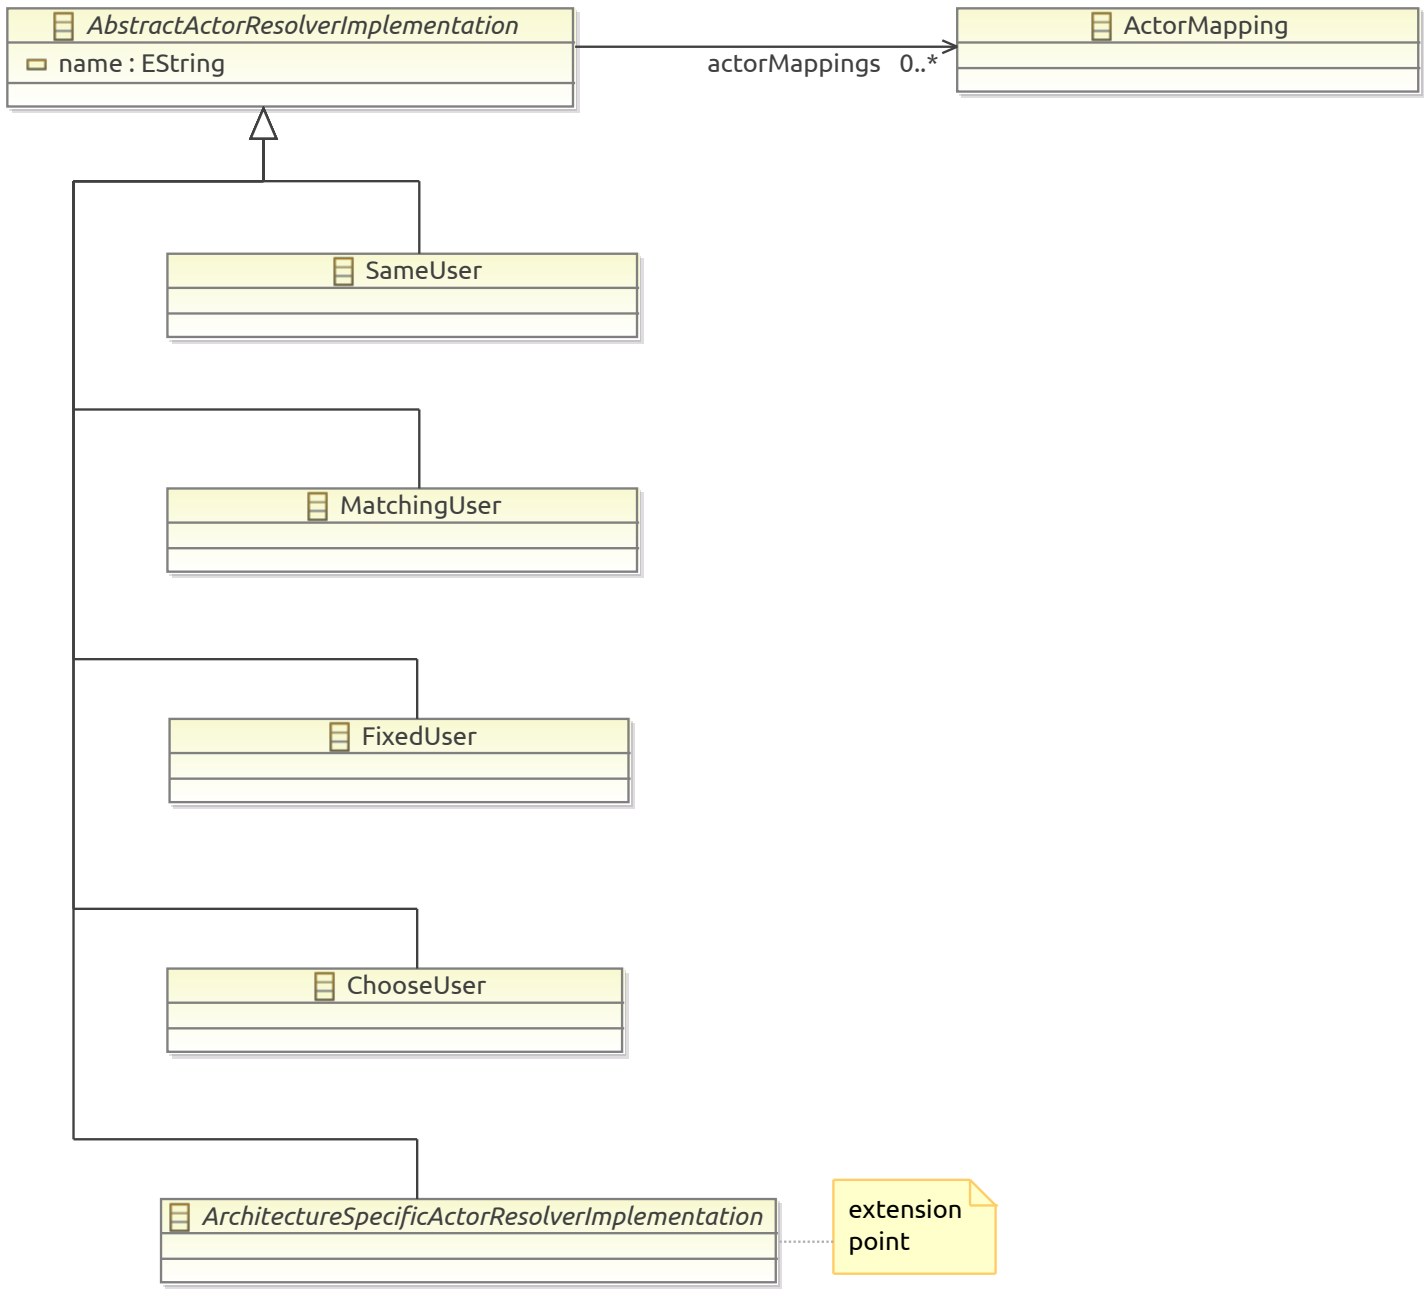 AbstractActorResolverImplementation
name : EString
actorMappings 0..*
ActorMapping
SameUser
MatchingUser
FixedUser
ChooseUser
ArchitectureSpecificActorResolverImplementation
extension
point